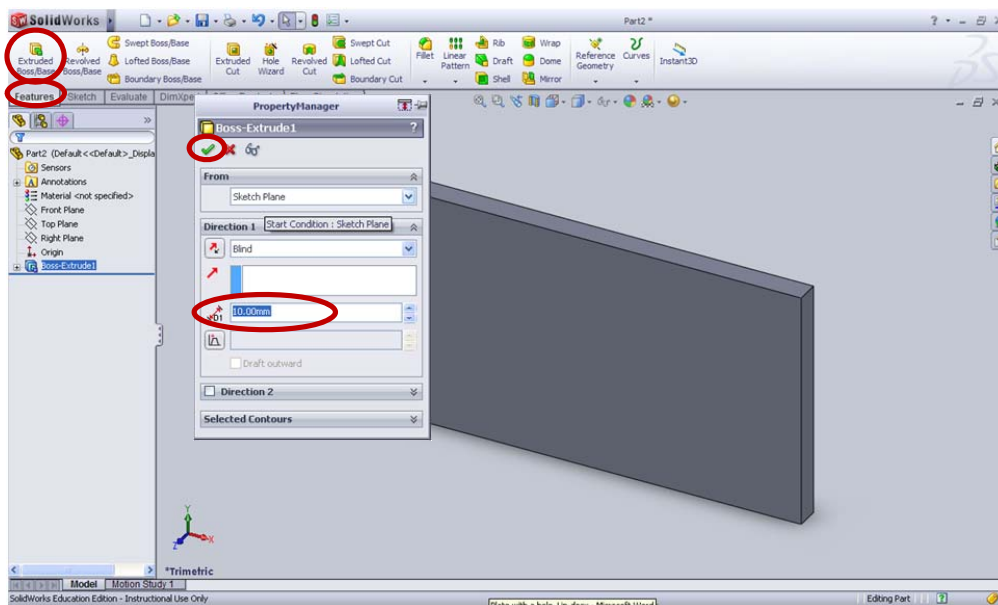 SolidWorks
Part2 *
Extruded Boss/Base
Revolved Boss/Base
Swept Boss/Base
Lofted Boss/Base
Boundary Boss/Base
Extruded Cut
Hole Wizard
Revolved Cut
Swept Cut
Lofted Cut
Boundary Cut
Fillet
Linear Pattern
Rib
Draft
Shell
Wrap
Dome
Mirror
Reference Geometry
Curves
Instant3D
Features
Sketch
Evaluate
DimXpe
Part2 (Default<<Default>_Displa
Sensors
Annotations
Material <not specified>
Front Plane
Top Plane
Right Plane
Origin
Boss-Extrude1
PropertyManager
Boss-Extrude1
?
From
Sketch Plane
Direction 1
Start Condition : Sketch Plane
Blind
D1
10.00mm
Draft outward
Direction 2
Selected Contours
Y
X
Z
*Trimetric
Model
Motion Study 1
SolidWorks Education Edition - Instructional Use Only
Editing Part